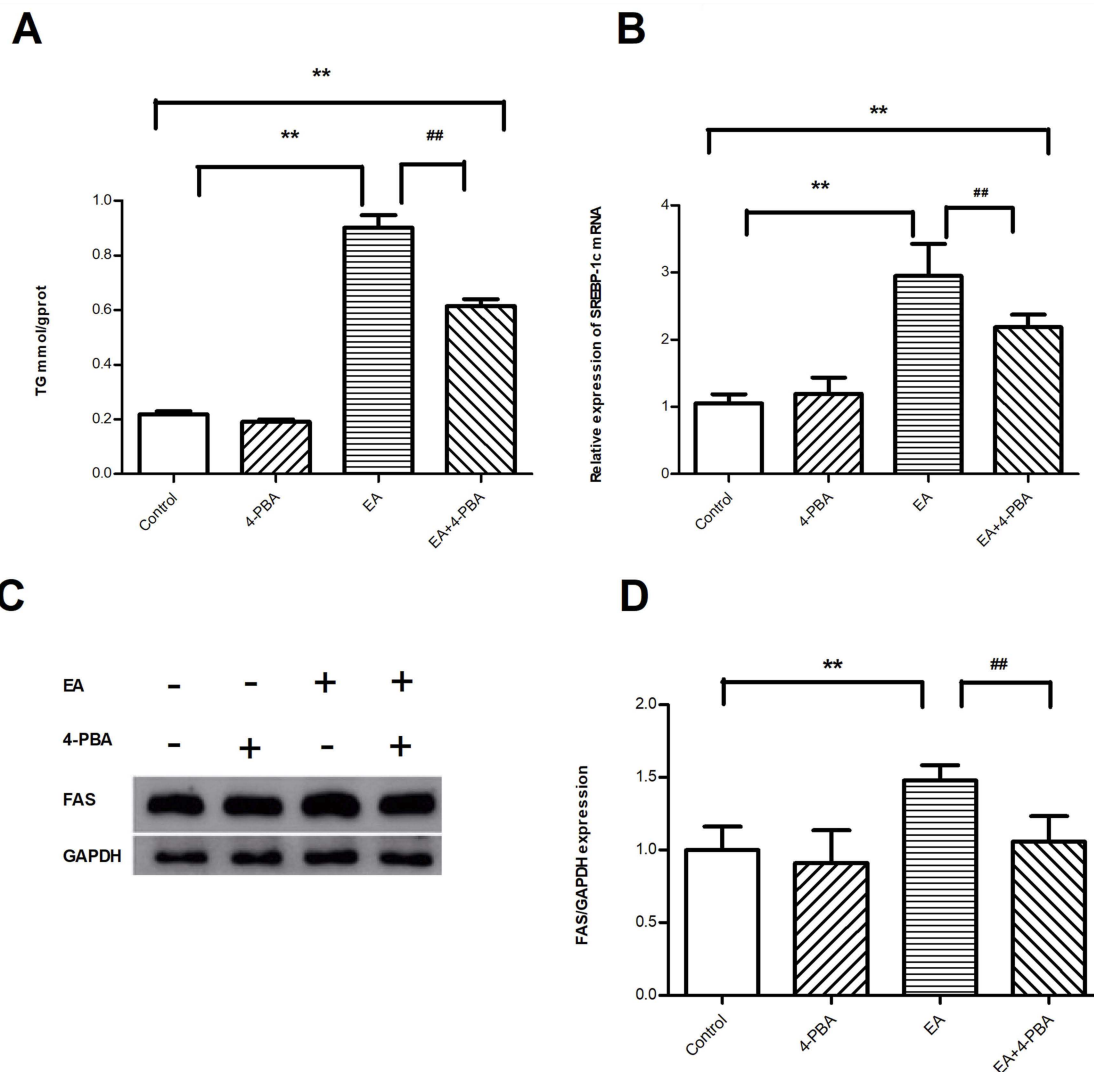 A
**
**
##
TG mmol/gprot
1.0
0.8
0.6
0.4
0.2
0.0
Control
4-PBA
EA
EA+4-PBA
B
**
**
##
Relative expression of SREBP-1c mRNA
4
3
2
1
0
Control
4-PBA
EA
EA+4-PBA
C
EA - - + +
4-PBA - + - +
FAS
GAPDH
D
**
##
FAS/GAPDH expression
2.0
1.5
1.0
0.5
0.0
Control
4-PBA
EA
EA+4-PBA